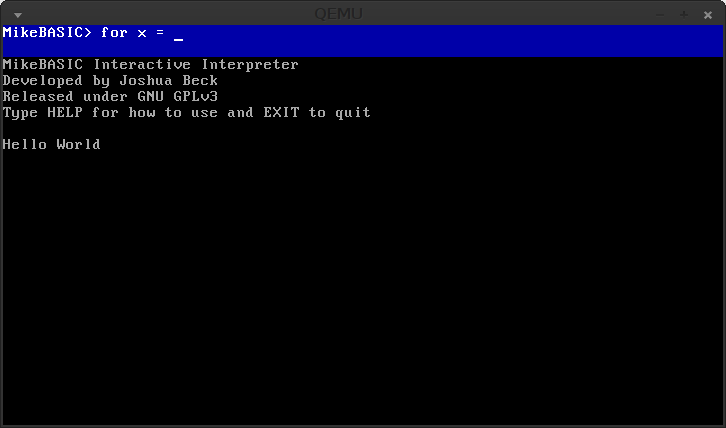 QEMU
MikeBASIC> for x = _
MikeBASIC Interactive Interpreter
Developed by Joshua Beck
Released under GNU GPLv3
Type HELP for how to use and EXIT to quit
Hello World